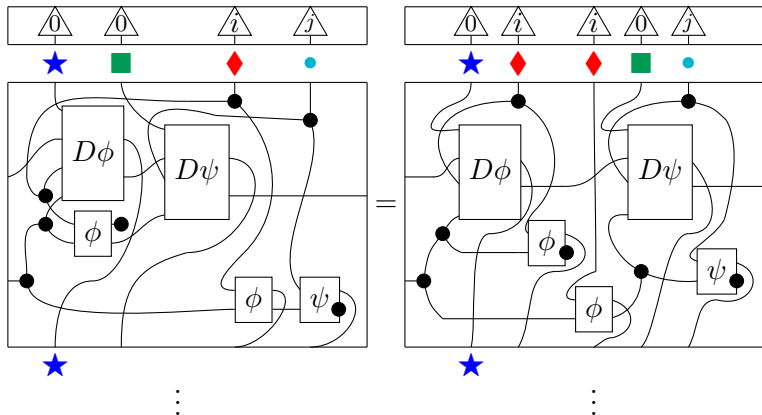 0 0 i j 0 i i 0 j
Dφ Dψ = Dφ Dψ
φ φ
φ ψ ψ
φ
⋮ ⋮